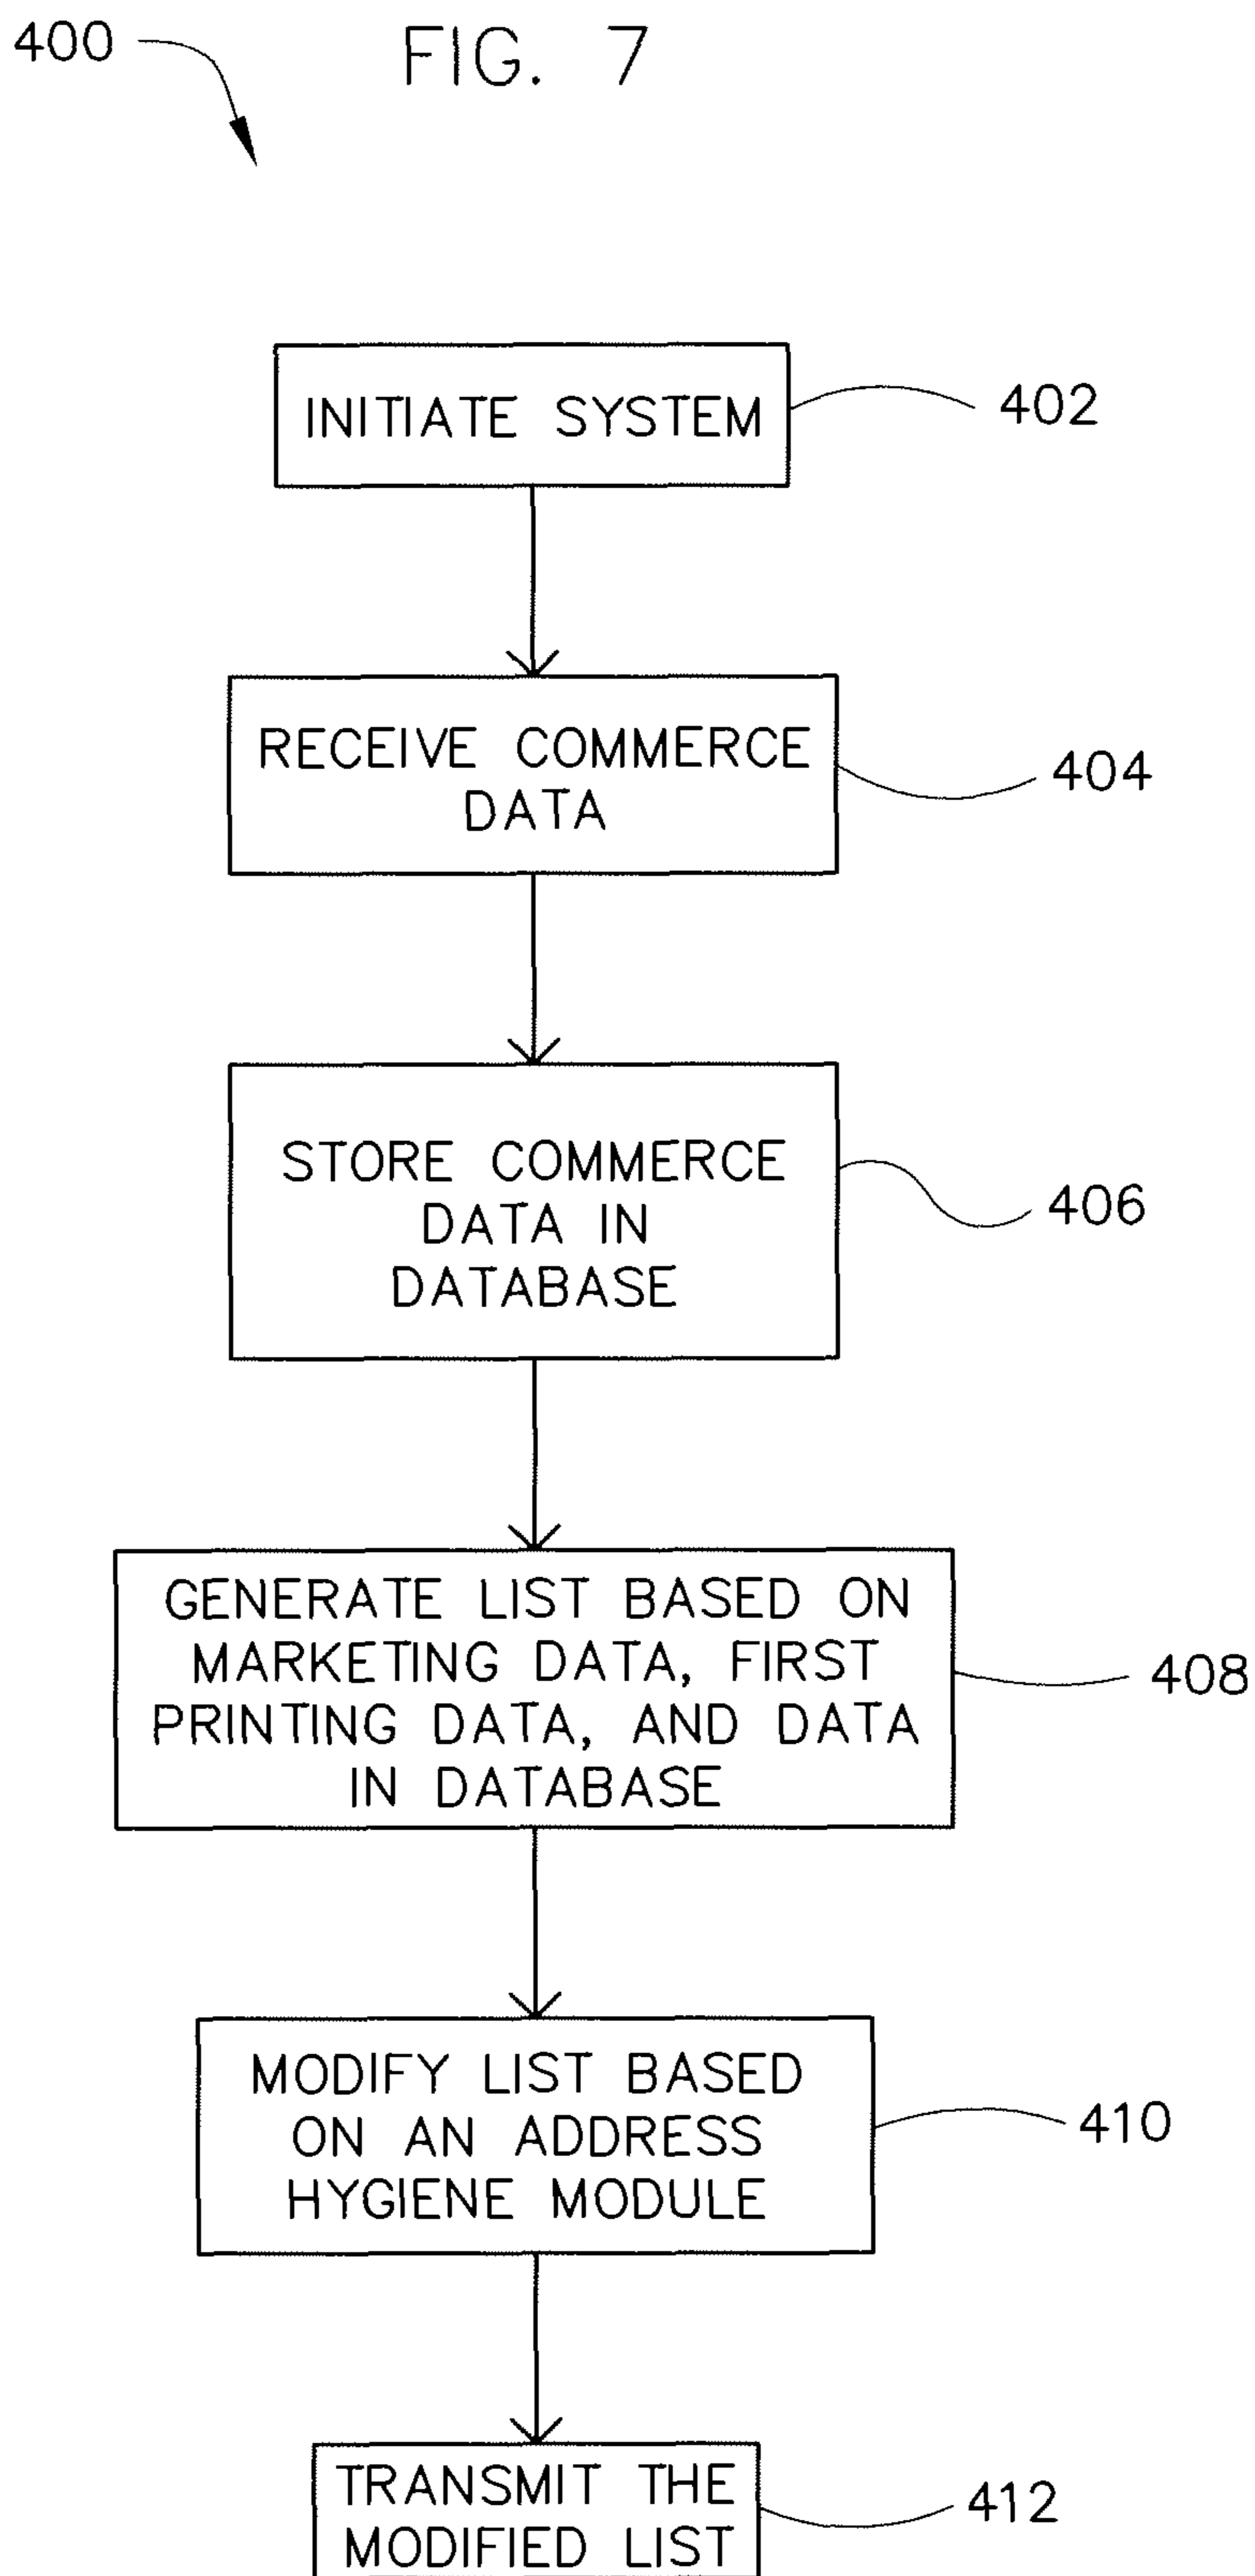 400
FIG. 7
INITIATE SYSTEM
402
RECEIVE COMMERCE
DATA
404
STORE COMMERCE
DATA IN
DATABASE
406
GENERATE LIST BASED ON
MARKETING DATA, FIRST
PRINTING DATA, AND DATA
IN DATABASE
408
MODIFY LIST BASED
ON AN ADDRESS
HYGIENE MODULE
410
TRANSMIT THE
MODIFIED LIST
412